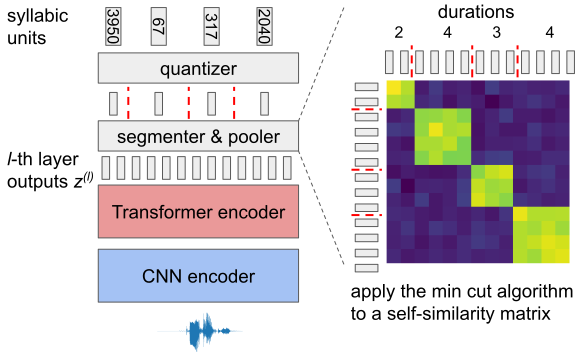 syllabic
units
3950
67
317
2040
quantizer
segmenter & pooler
l-th layer
outputs z(l)
Transformer encoder
CNN encoder
durations
2 4 3 4
apply the min cut algorithm
to a self-similarity matrix